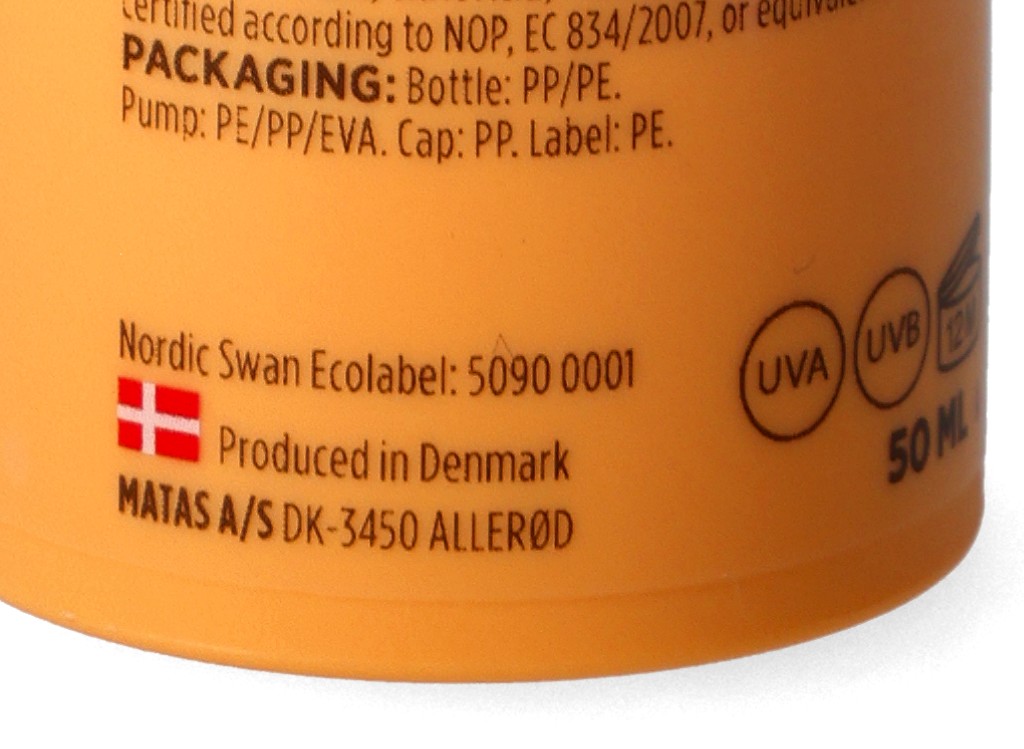 certified according to NOP, EC 834/2007, or
PACKAGING: Bottle: PP/PE.
Pump: PE/PP/EVA. Cap: PP. Label: PE.
Nordic Swan Ecolabel: 5090 0001
Produced in Denmark
MATAS A/S DK-3450 ALLERØD
UVA
UVB
12M
50 ML